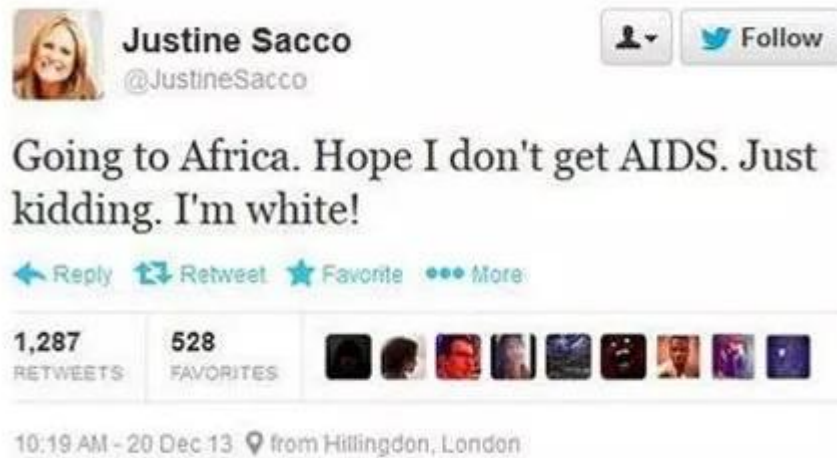 Justine Sacco
Follow
@JustineSacco
Going to Africa. Hope I don't get AIDS. Just
kidding. I'm white!
Reply Retweet Favorite More
1,287
RETWEETS
528
FAVORITES
10:19 AM - 20 Dec 13 from Hillingdon, London